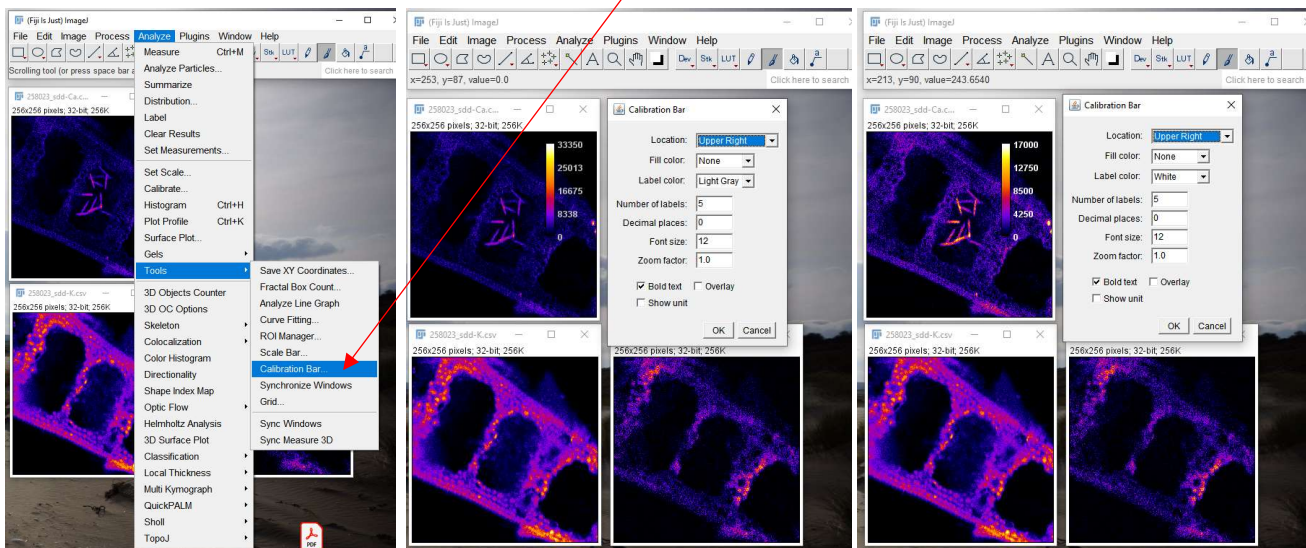 (Fiji Is Just) ImageJ
File Edit Image Process Analyze Plugins Window Help
Stk LUT
Scrolling tool (or press space bar a
Click here to search
Measure Ctrl+M
Analyze Particles...
Summarize
Distribution...
Label
Clear Results
Set Measurements...
Set Scale...
Calibrate...
Histogram Ctrl+H
Plot Profile Ctrl+K
Surface Plot...
Gels
Tools
3D Objects Counter
3D OC Options
Skeleton
Colocalization
Color Histogram
Directionality
Shape Index Map
Optic Flow
Helmholtz Analysis
3D Surface Plot
Classification
Local Thickness
Multi Kymograph
QuickPALM
Sholl
TopoJ
Save XY Coordinates...
Fractal Box Count...
Analyze Line Graph
Curve Fitting...
ROI Manager...
Scale Bar...
Calibration Bar...
Synchronize Windows
Grid...
Sync Windows
Sync Measure 3D
258023_sdd-Ca.c...
256x256 pixels; 32-bit; 256K
258023_sdd-K.csv
256x256 pixels; 32-bit; 256K
PDF
(Fiji Is Just) ImageJ
File Edit Image Process Analyze Plugins Window Help
A Dev Stk LUT
x=253, y=87, value=0.0
Click here to search
258023_sdd-Ca.c...
256x256 pixels; 32-bit; 256K
33350
25013
16675
8338
0
Calibration Bar
Location: Upper Right
Fill color: None
Label color: Light Gray
Number of labels: 5
Decimal places: 0
Font size: 12
Zoom factor: 1.0
Bold text Overlay
Show unit
OK Cancel
258023_sdd-K.csv
256x256 pixels; 32-bit; 256K
256x256 pixels; 32-bit; 256K
(Fiji Is Just) ImageJ
File Edit Image Process Analyze Plugins Window Help
A Dev Stk LUT
x=213, y=90, value=243.6540
Click here to search
258023_sdd-Ca.c...
256x256 pixels; 32-bit; 256K
17000
12750
8500
4250
0
Calibration Bar
Location: Upper Right
Fill color: None
Label color: White
Number of labels: 5
Decimal places: 0
Font size: 12
Zoom factor: 1.0
Bold text Overlay
Show unit
OK Cancel
258023_sdd-K.csv
256x256 pixels; 32-bit; 256K
256x256 pixels; 32-bit; 256K